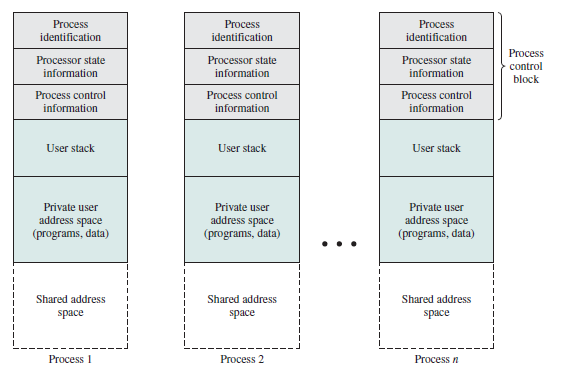 Process
identification
Processor state
information
Process control
information
User stack
Private user
address space
(programs, data)
Shared address
space
Process 1
Process
identification
Processor state
information
Process control
information
User stack
Private user
address space
(programs, data)
Shared address
space
Process 2
• • •
Process
identification
Processor state
information
Process control
information
User stack
Private user
address space
(programs, data)
Shared address
space
Process n
Process
control
block